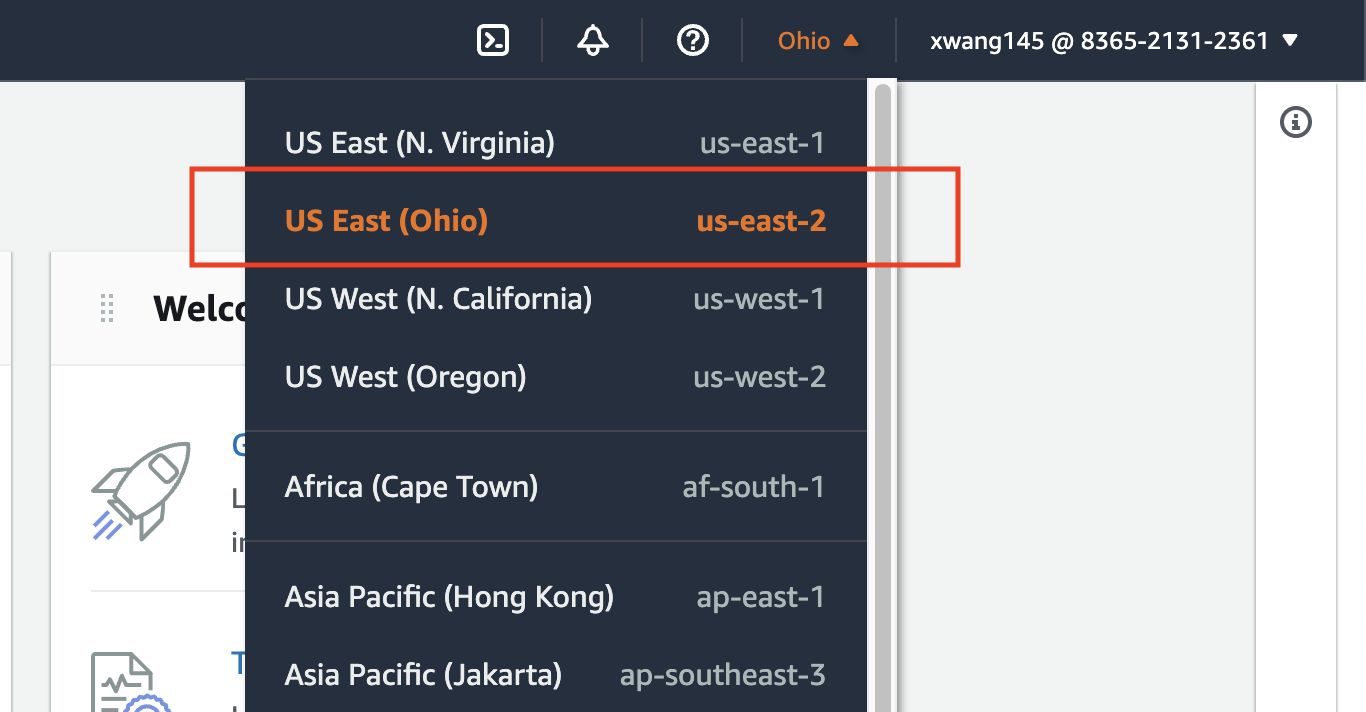 Ohio ▲ xwang145 @ 8365-2131-2361 ▼
US East (N. Virginia) us-east-1
US East (Ohio) us-east-2
US West (N. California) us-west-1
US West (Oregon) us-west-2
Africa (Cape Town) af-south-1
Asia Pacific (Hong Kong) ap-east-1
Asia Pacific (Jakarta) ap-southeast-3
Welco